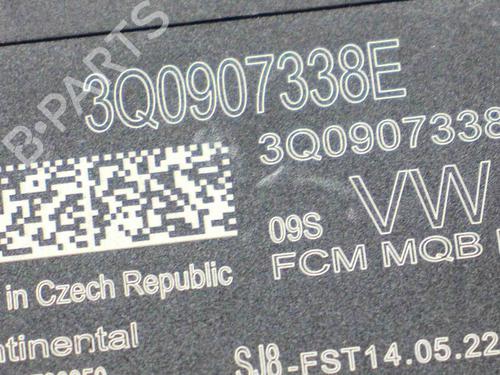 B-PARTS
3Q0907338E
3Q0907338
09S VW
FCM MQB
in Czech Republic
ntinental
SJ8-FST14.05.22